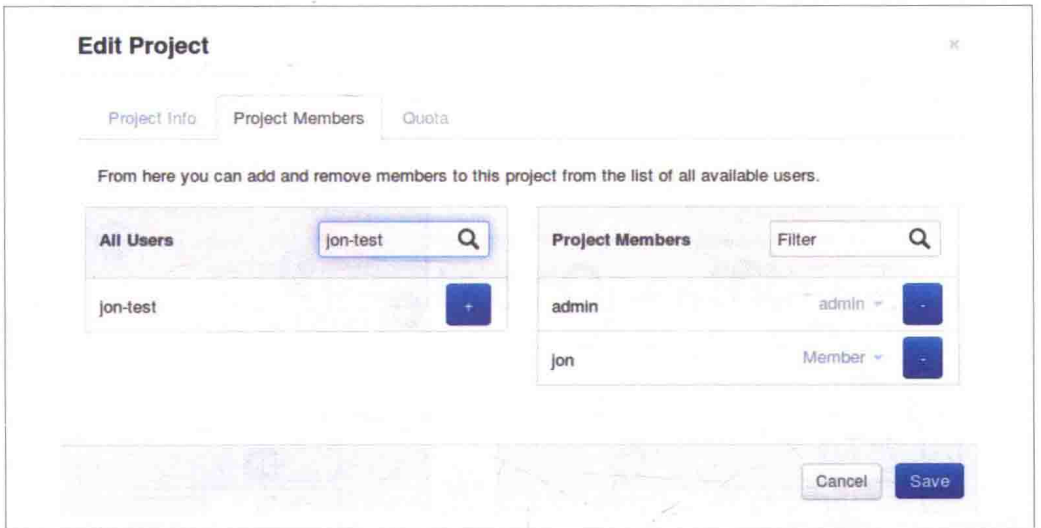 Edit Project ×
Project Info Project Members Quota
From here you can add and remove members to this project from the list of all available users.
All Users jon-test Project Members Filter
jon-test + admin admin -
jon Member -
Cancel Save